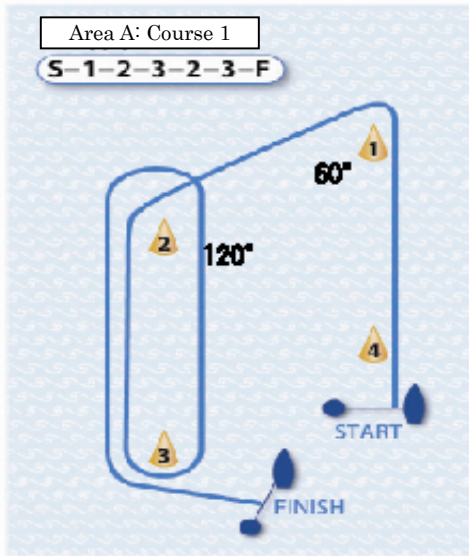 Area A: Course 1
S–1–2–3–2–3–F
1
60°
2
120°
4
START
3
FINISH